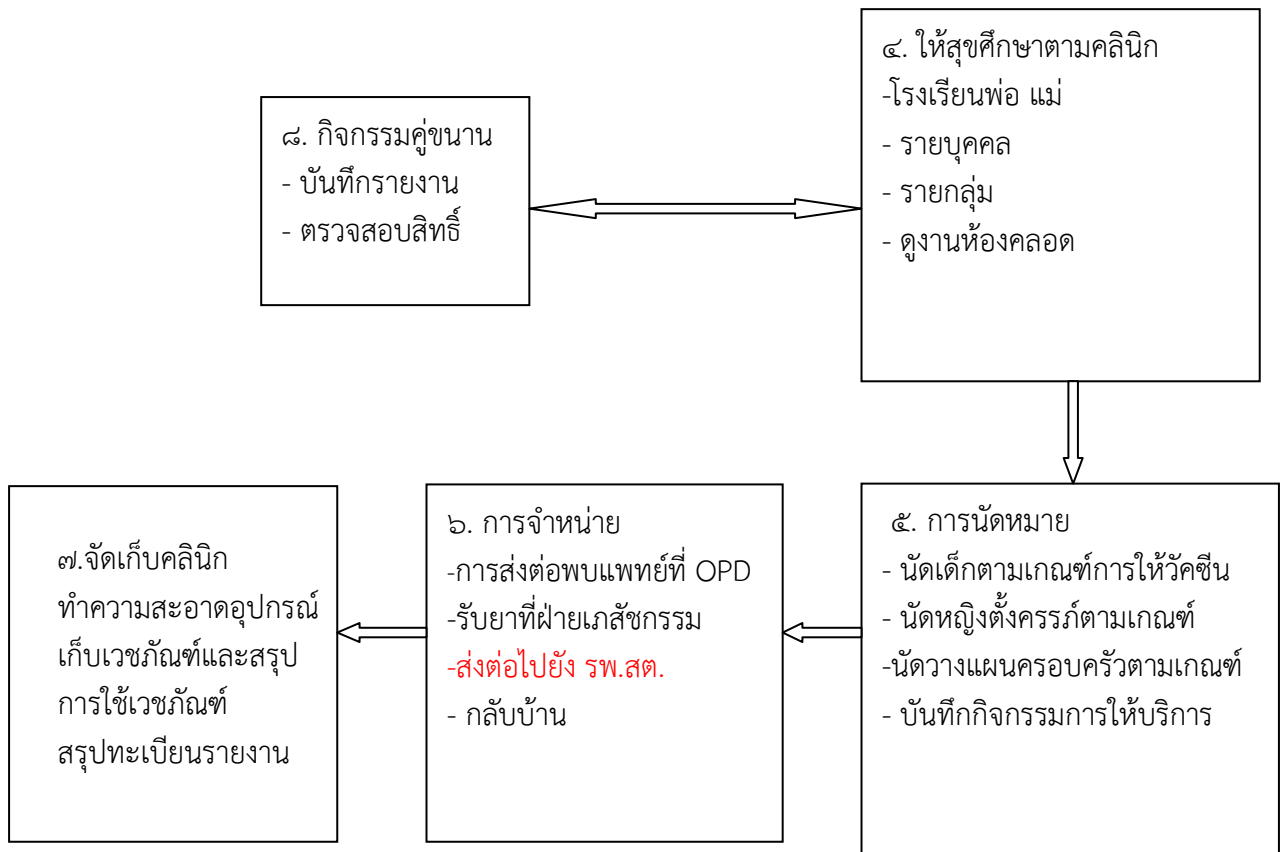 ๔. ให้สุขศึกษาตามคลินิก
-โรงเรียนพ่อ แม่
- รายบุคคล
- รายกลุ่ม
- ดูงานห้องคลอด
๘. กิจกรรมคู่ขนาน
- บันทึกรายงาน
- ตรวจสอบสิทธิ์
๕. การนัดหมาย
- นัดเด็กตามเกณฑ์การให้วัคซีน
- นัดหญิงตั้งครรภ์ตามเกณฑ์
-นัดวางแผนครอบครัวตามเกณฑ์
- บันทึกกิจกรรมการให้บริการ
๖. การจำหน่าย
-การส่งต่อพบแพทย์ที่ OPD
-รับยาที่ฝ่ายเภสัชกรรม
-ส่งต่อไปยัง รพ.สต.
- กลับบ้าน
๗.จัดเก็บคลินิก
ทำความสะอาดอุปกรณ์
เก็บเวชภัณฑ์และสรุป
การใช้เวชภัณฑ์
สรุปทะเบียนรายงาน